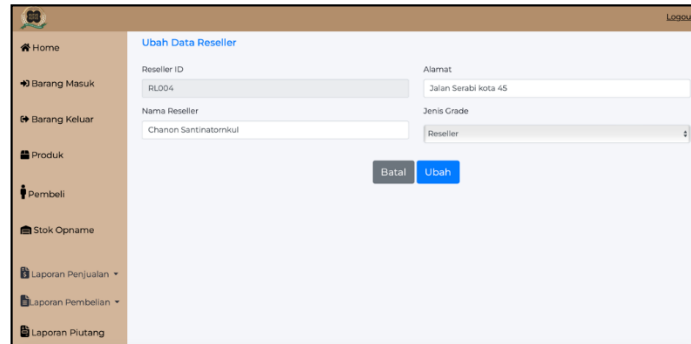 Logou
Home
Barang Masuk
Barang Keluar
Produk
Pembeli
Stok Opname
Laporan Penjualan
Laporan Pembelian
Laporan Piutang
Ubah Data Reseller
Reseller ID
RL004
Alamat
Jalan Serabi kota 45
Nama Reseller
Chanon Santinatornkul
Jenis Grade
Reseller
Batal
Ubah